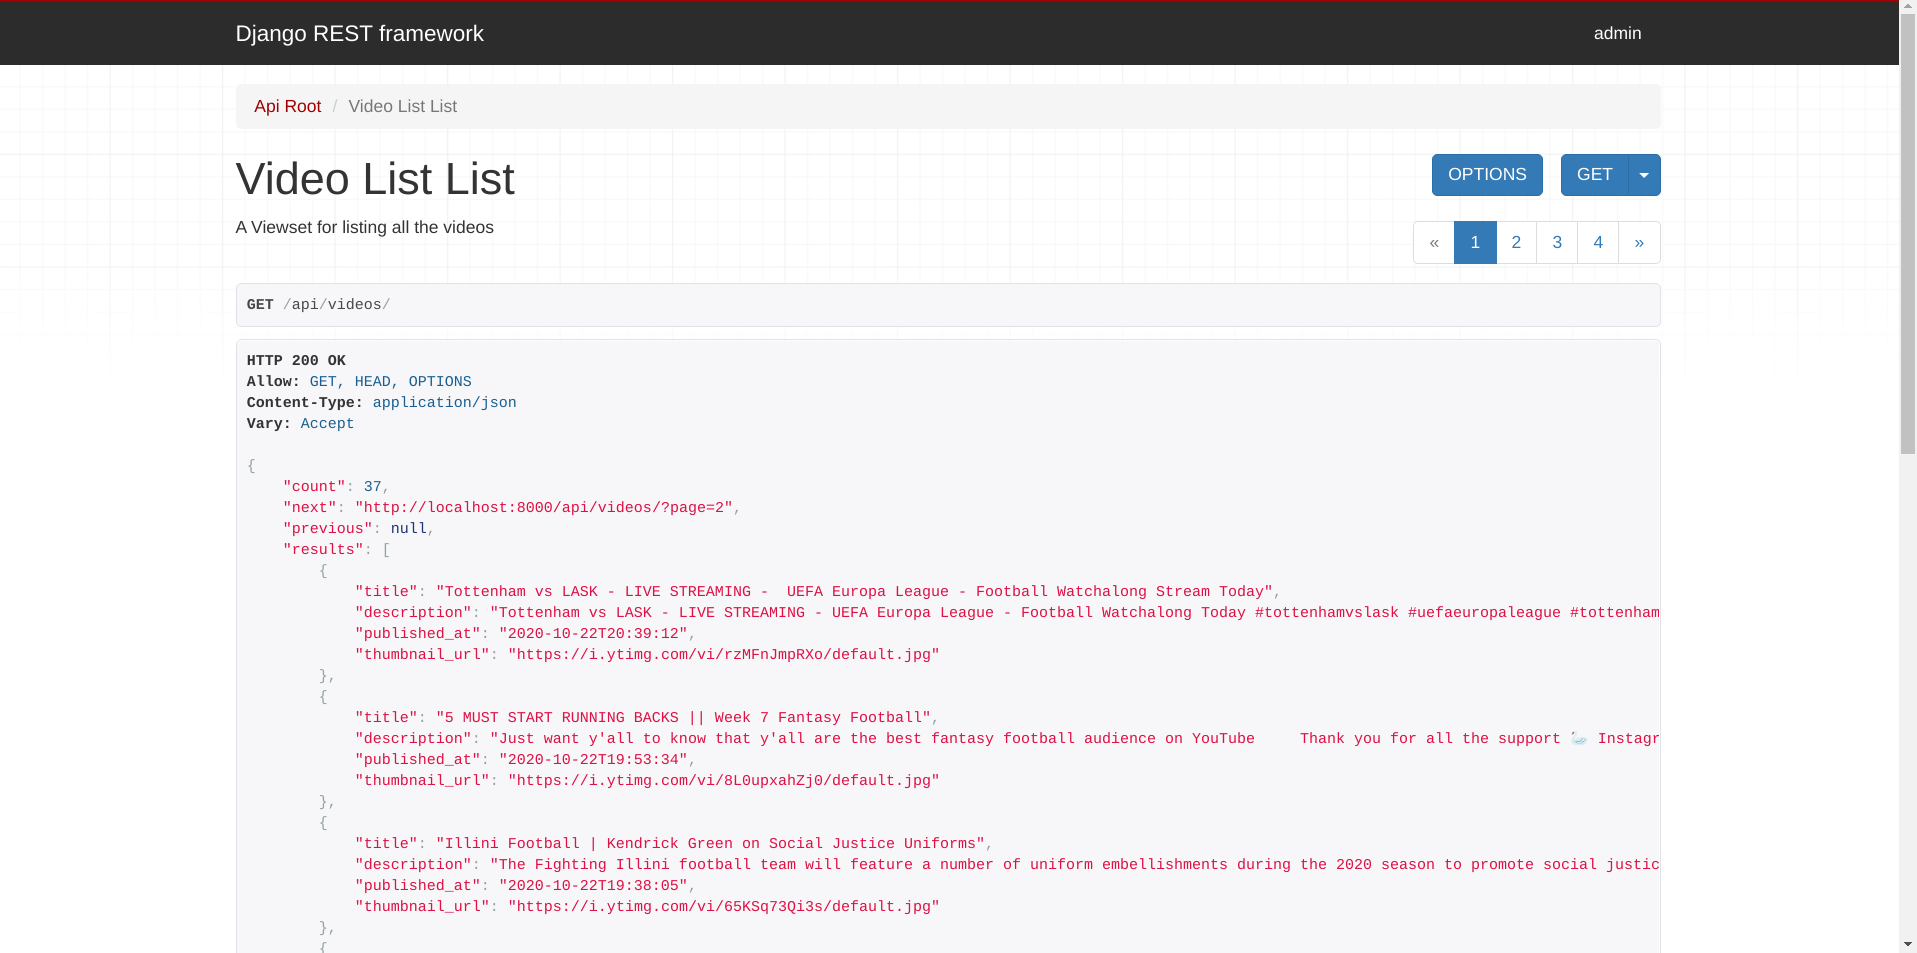 Django REST framework
admin
Api Root / Video List List
Video List List
OPTIONS
GET
A Viewset for listing all the videos
« 1 2 3 4 »
GET /api/videos/
HTTP 200 OK
Allow: GET, HEAD, OPTIONS
Content-Type: application/json
Vary: Accept
{
"count": 37,
"next": "http://localhost:8000/api/videos/?page=2",
"previous": null,
"results": [
{
"title": "Tottenham vs LASK - LIVE STREAMING -  UEFA Europa League - Football Watchalong Stream Today",
"description": "Tottenham vs LASK - LIVE STREAMING - UEFA Europa League - Football Watchalong Today #tottenhamvslask #uefaeuropaleague #tottenham
"published_at": "2020-10-22T20:39:12",
"thumbnail_url": "https://i.ytimg.com/vi/rzMFnJmpRXo/default.jpg"
},
{
"title": "5 MUST START RUNNING BACKS || Week 7 Fantasy Football",
"description": "Just want y'all to know that y'all are the best fantasy football audience on YouTube     Thank you for all the support 🦢 Instagr
"published_at": "2020-10-22T19:53:34",
"thumbnail_url": "https://i.ytimg.com/vi/8L0upxahZj0/default.jpg"
},
{
"title": "Illini Football | Kendrick Green on Social Justice Uniforms",
"description": "The Fighting Illini football team will feature a number of uniform embellishments during the 2020 season to promote social justic
"published_at": "2020-10-22T19:38:05",
"thumbnail_url": "https://i.ytimg.com/vi/65KSq73Qi3s/default.jpg"
},
{